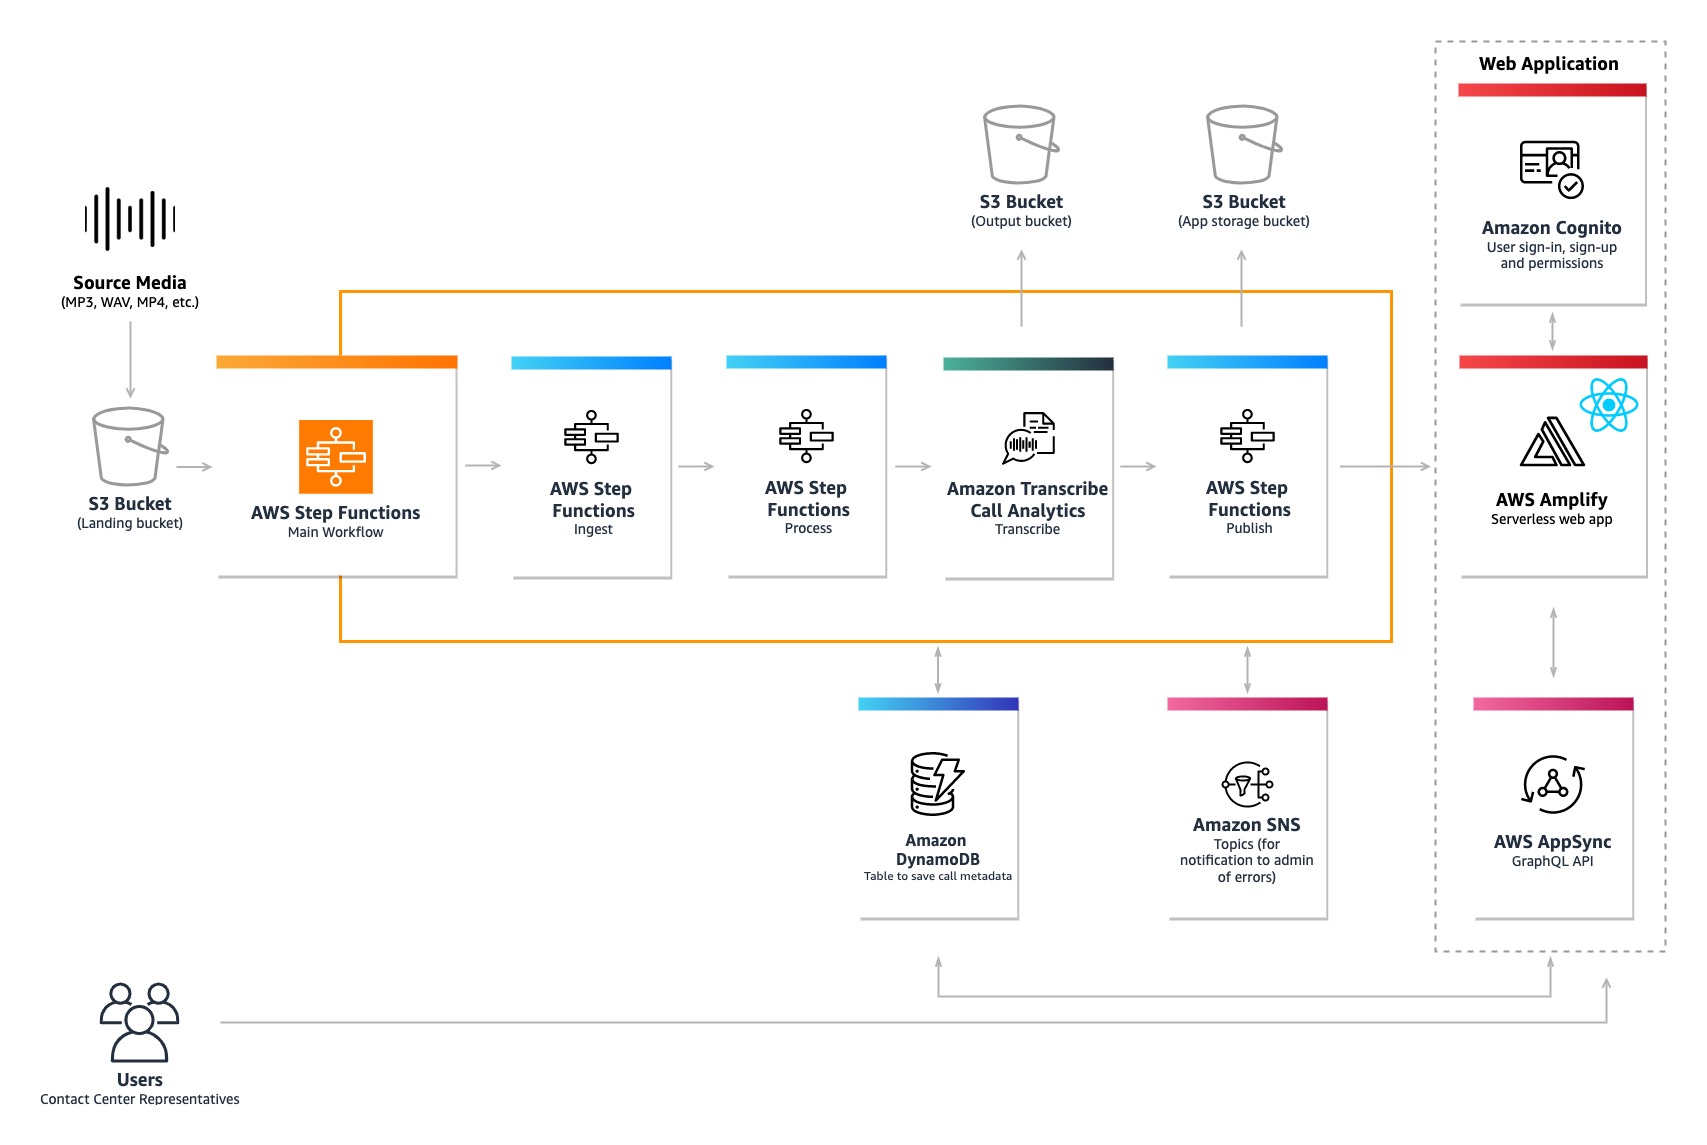 Web Application
Amazon Cognito
User sign-in, sign-up
and permissions
S3 Bucket
(Output bucket)
S3 Bucket
(App storage bucket)
Source Media
(MP3, WAV, MP4, etc.)
S3 Bucket
(Landing bucket)
AWS Step Functions
Main Workflow
AWS Step
Functions
Ingest
AWS Step
Functions
Process
Amazon Transcribe
Call Analytics
Transcribe
AWS Step
Functions
Publish
AWS Amplify
Serverless web app
Amazon
DynamoDB
Table to save call metadata
Amazon SNS
Topics (for
notification to admin
of errors)
AWS AppSync
GraphQL API
Users
Contact Center Representatives